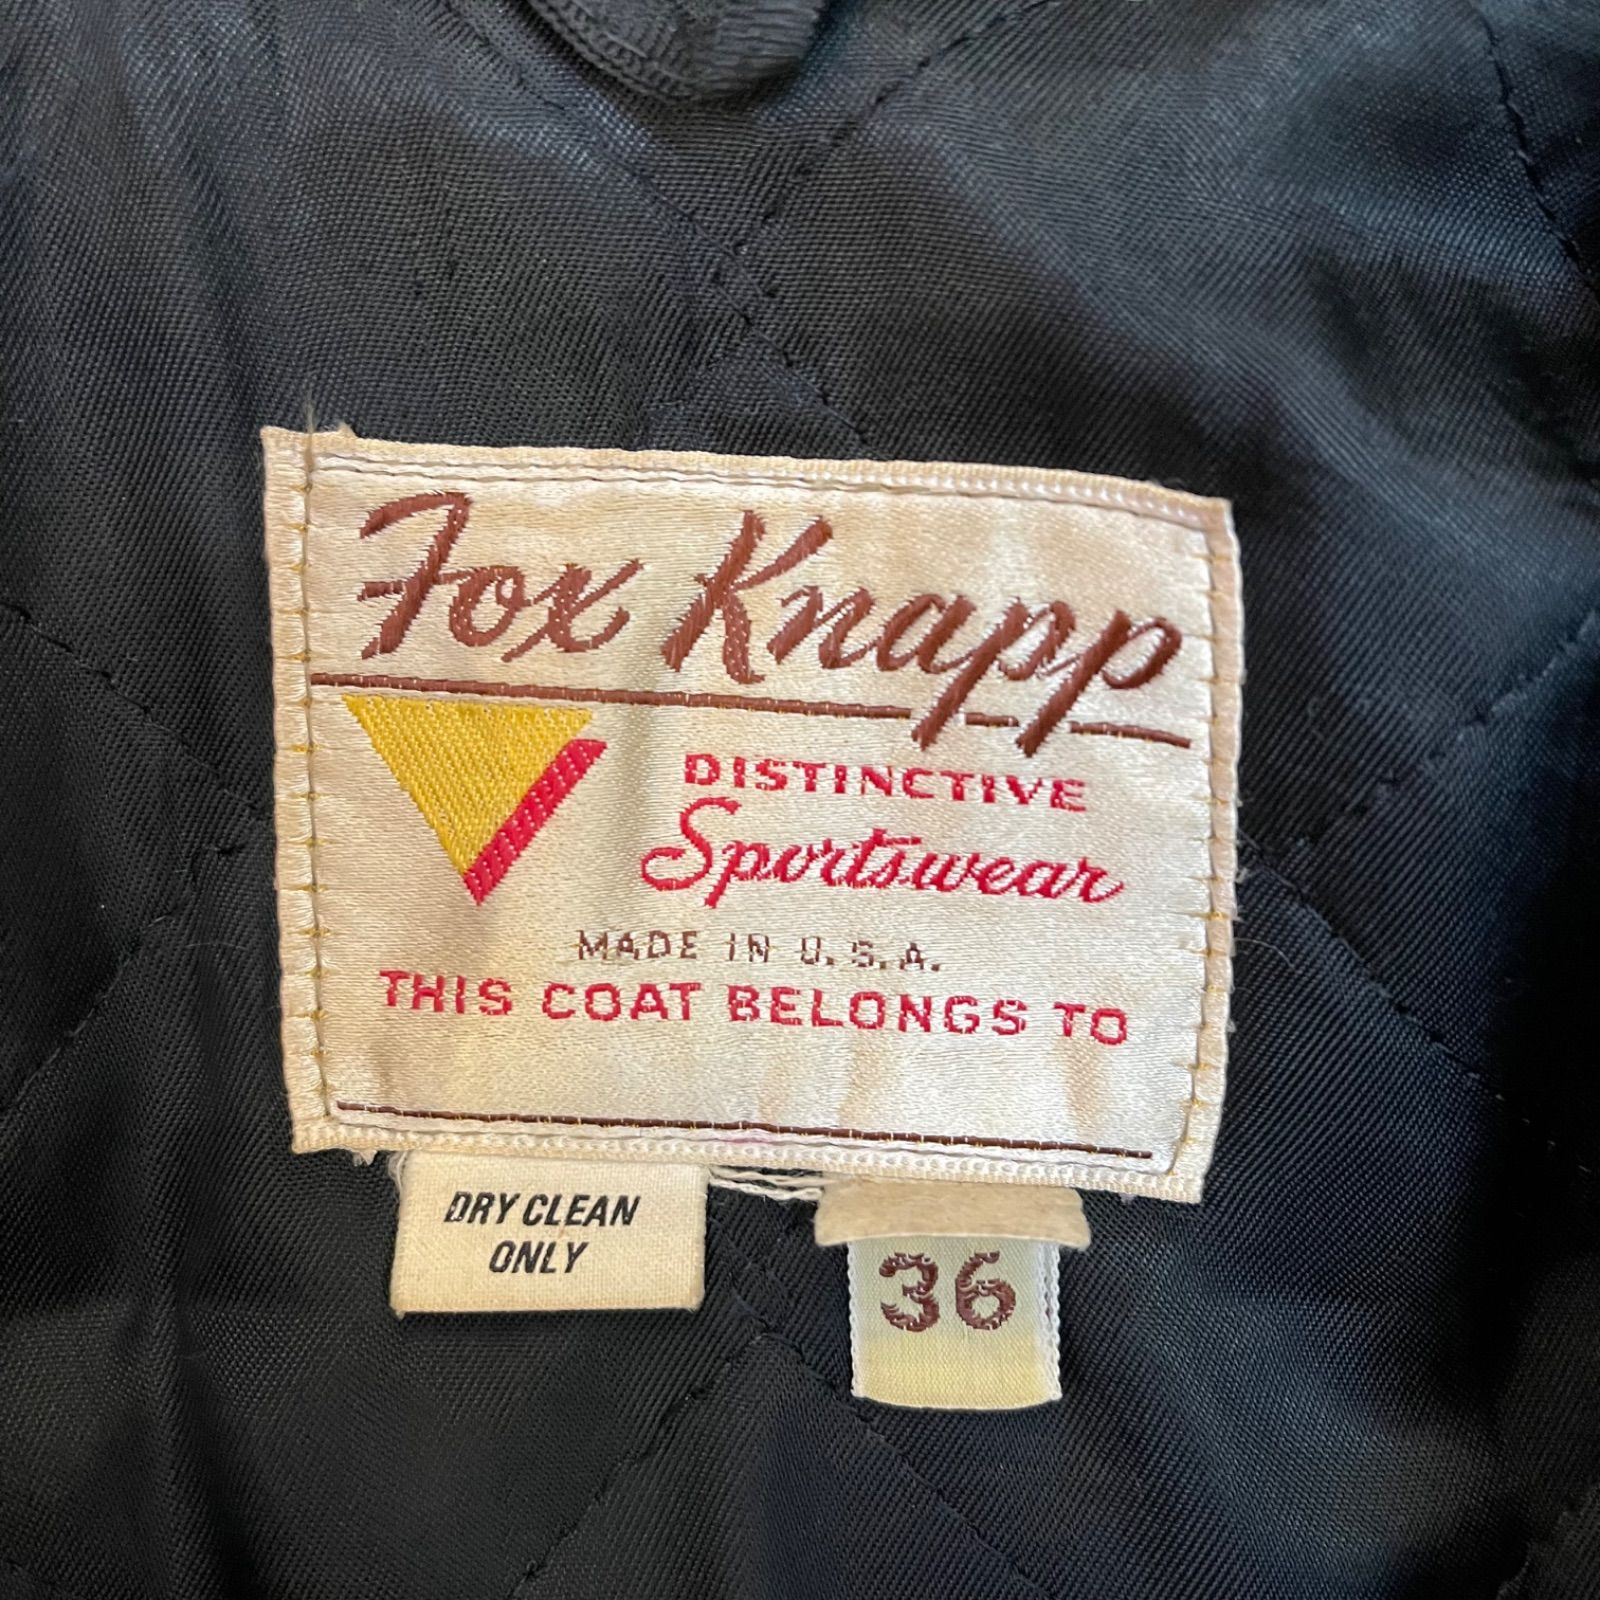 Fox Knapp
DISTINCTIVE
Sportswear
MADE IN U.S.A.
THIS COAT BELONGS TO
DRY CLEAN
ONLY
36